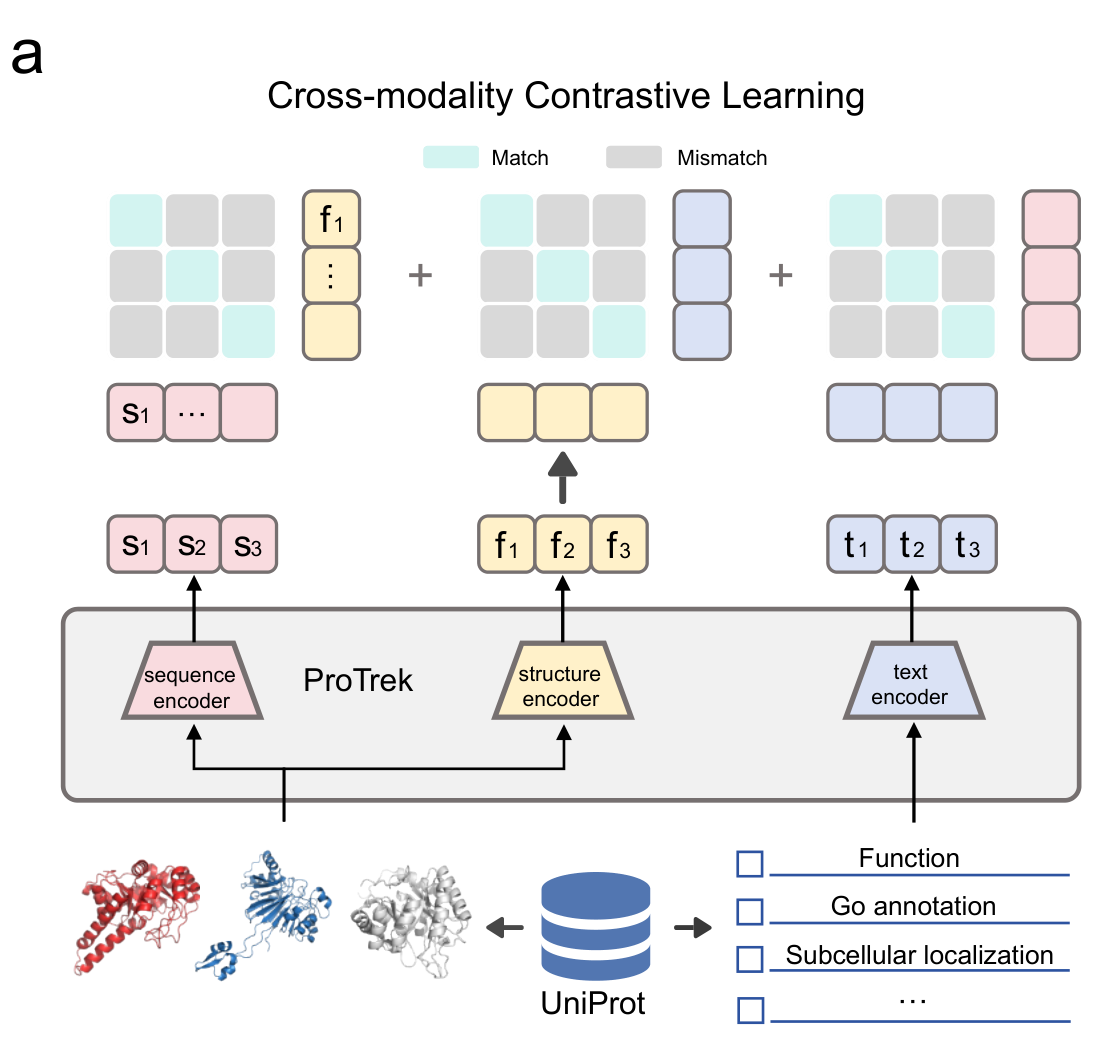 a
Cross-modality Contrastive Learning
Match
Mismatch
f1
⋮
+
+
s1 ...
s1 s2 s3
f1 f2 f3
t1 t2 t3
sequence
encoder
ProTrek
structure
encoder
text
encoder
Function
Go annotation
Subcellular localization
...
UniProt